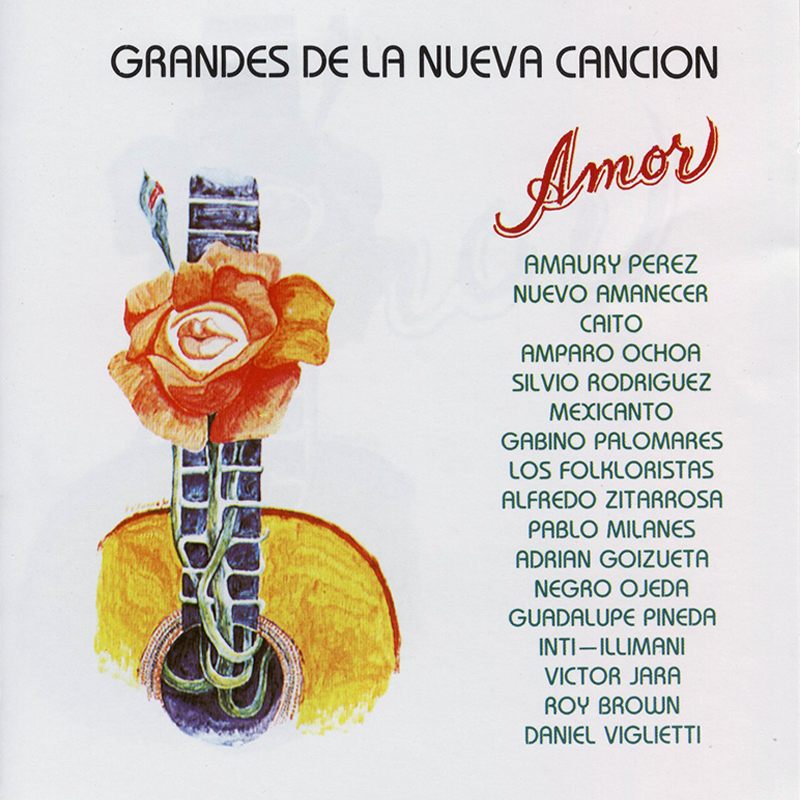 GRANDES DE LA NUEVA CANCION
Amor
AMAURY PEREZ
NUEVO AMANECER
CAITO
AMPARO OCHOA
SILVIO RODRIGUEZ
MEXICANTO
GABINO PALOMARES
LOS FOLKLORISTAS
ALFREDO ZITARROSA
PABLO MILANES
ADRIAN GOIZUETA
NEGRO OJEDA
GUADALUPE PINEDA
INTI—ILLIMANI
VICTOR JARA
ROY BROWN
DANIEL VIGLIETTI